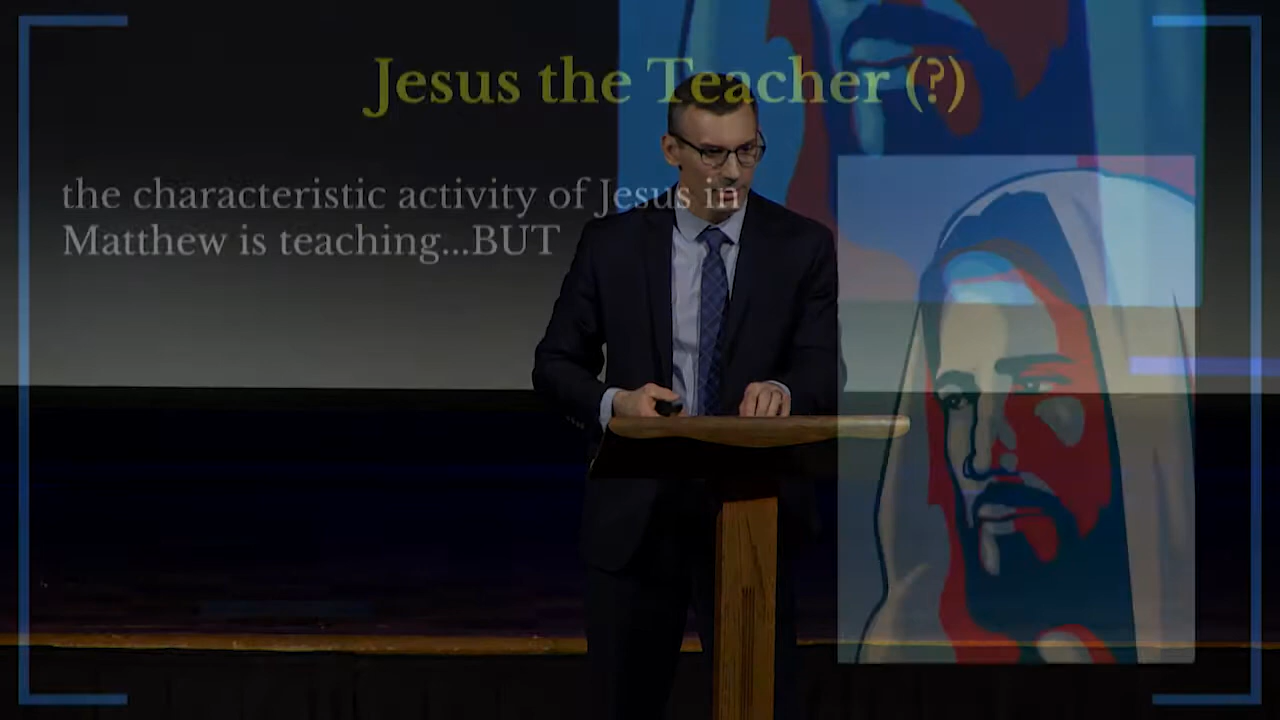 Jesus the Teacher (?)
the characteristic activity of Jesus in
Matthew is teaching...BUT